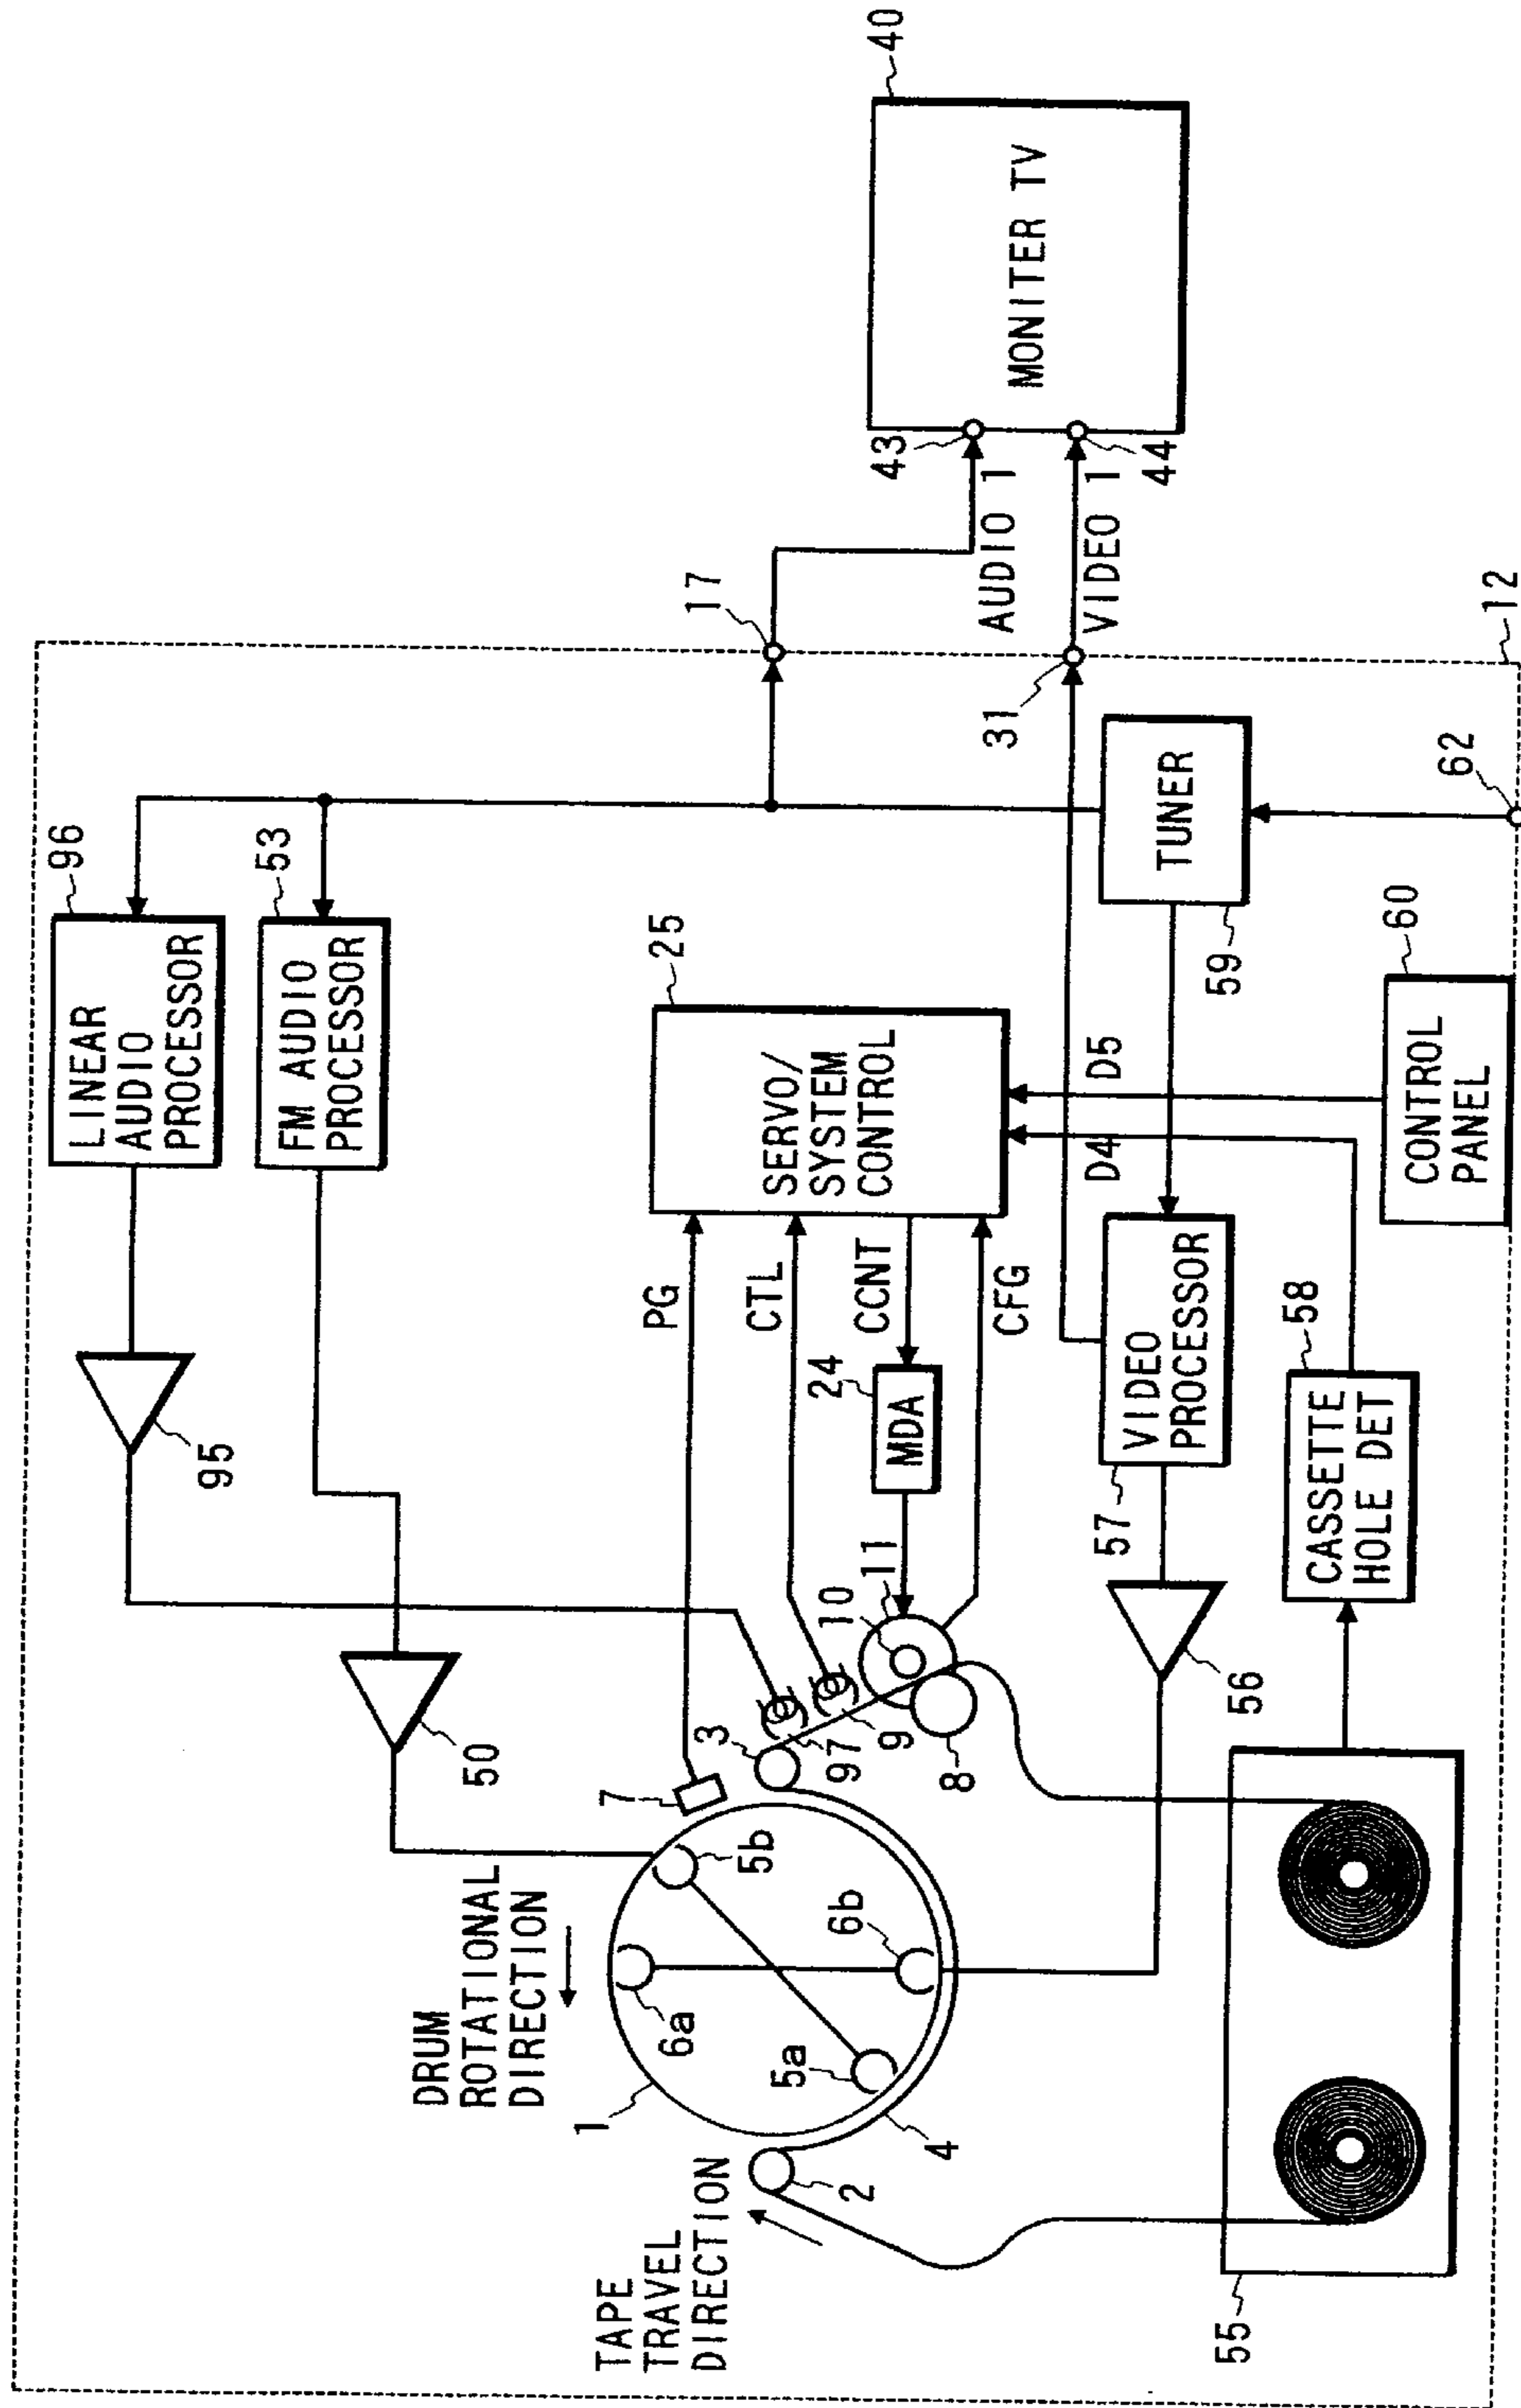 LINEAR
AUDIO
PROCESSOR
96
FM AUDIO
PROCESSOR
53
95
50
DRUM
ROTATIONAL
DIRECTION
TAPE
TRAVEL
DIRECTION
1
2
3
4
5a
5b
6a
6b
7
8
9
97
10
11
PG
CTL
CCNT
CFG
24
MDA
SERVO/
SYSTEM
CONTROL
25
D4
D5
17
31
AUDIO 1
VIDEO 1
43
44
MONITER TV
40
VIDEO
PROCESSOR
57
56
TUNER
59
CASSETTE
HOLE DET
58
CONTROL
PANEL
60
62
12
55